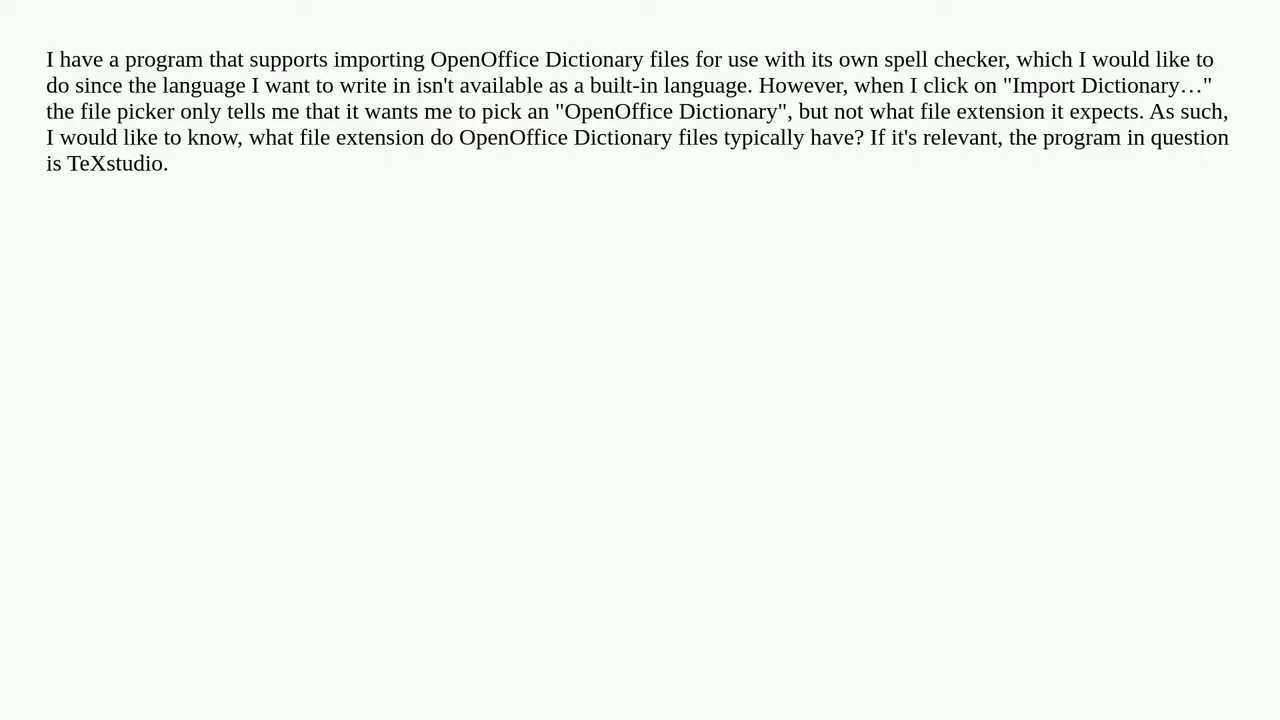 I have a program that supports importing OpenOffice Dictionary files for use with its own spell checker, which I would like to
do since the language I want to write in isn't available as a built-in language. However, when I click on "Import Dictionary…"
the file picker only tells me that it wants me to pick an "OpenOffice Dictionary", but not what file extension it expects. As such,
I would like to know, what file extension do OpenOffice Dictionary files typically have? If it's relevant, the program in question
is TeXstudio.